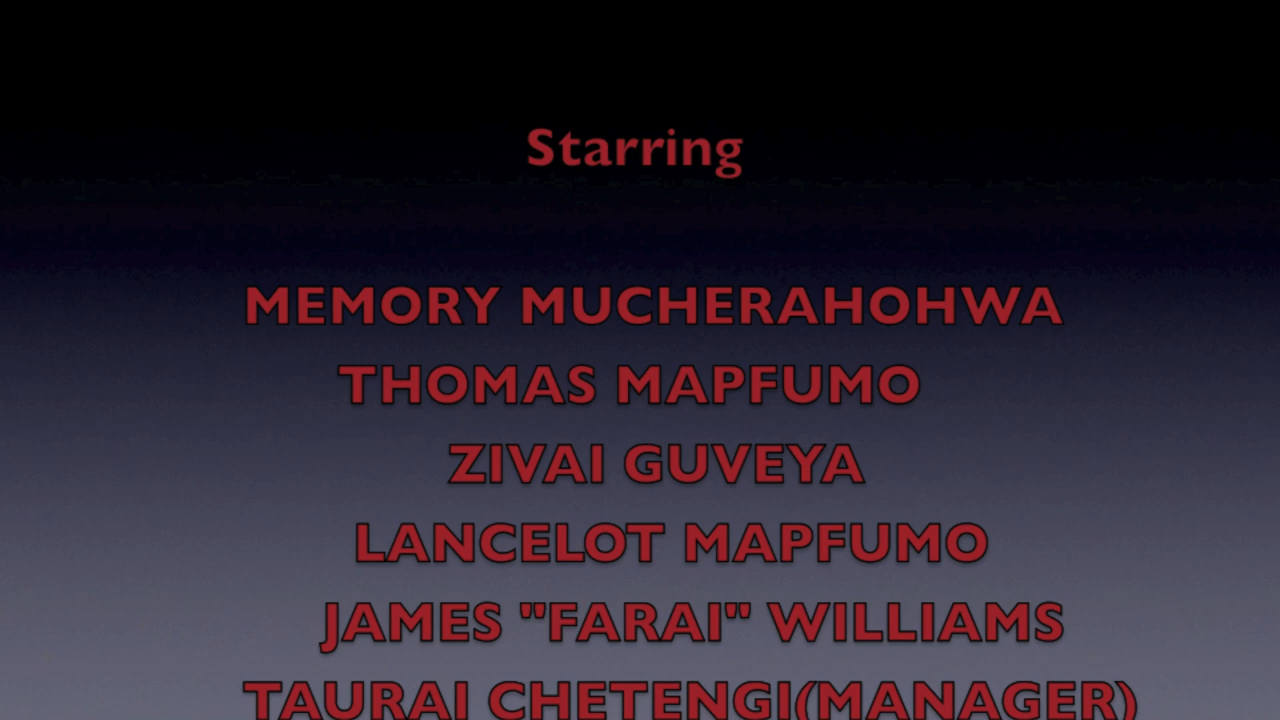 Starring
MEMORY MUCHERAHOHWA
THOMAS MAPFUMO
ZIVAI GUVEYA
LANCELOT MAPFUMO
JAMES "FARAI" WILLIAMS
TAURAI CHETENGI(MANAGER)